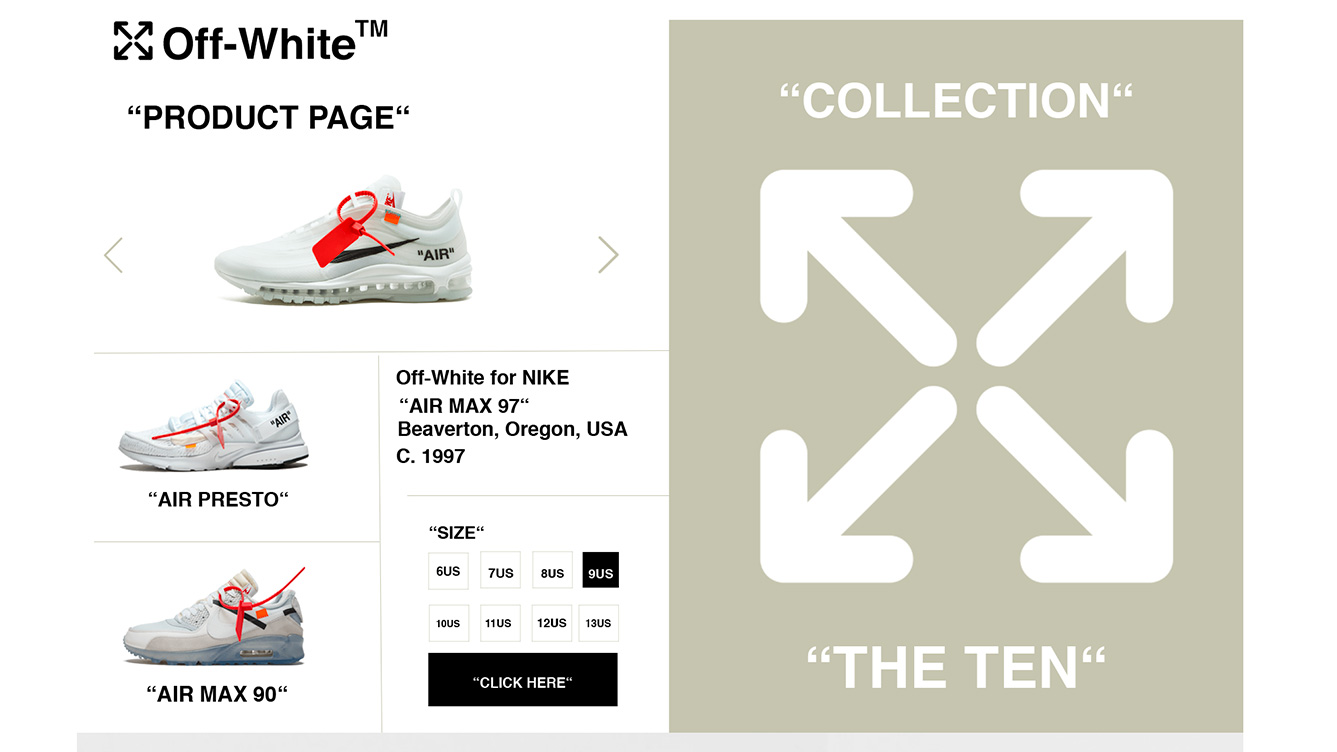 Off-White™
“PRODUCT PAGE“
"AIR"
"AIR"
“AIR PRESTO“
“AIR MAX 90“
Off-White for NIKE
“AIR MAX 97“
Beaverton, Oregon, USA
C. 1997
“SIZE“
6US 7US 8US 9US
10US 11US 12US 13US
“CLICK HERE“
“COLLECTION“
“THE TEN“